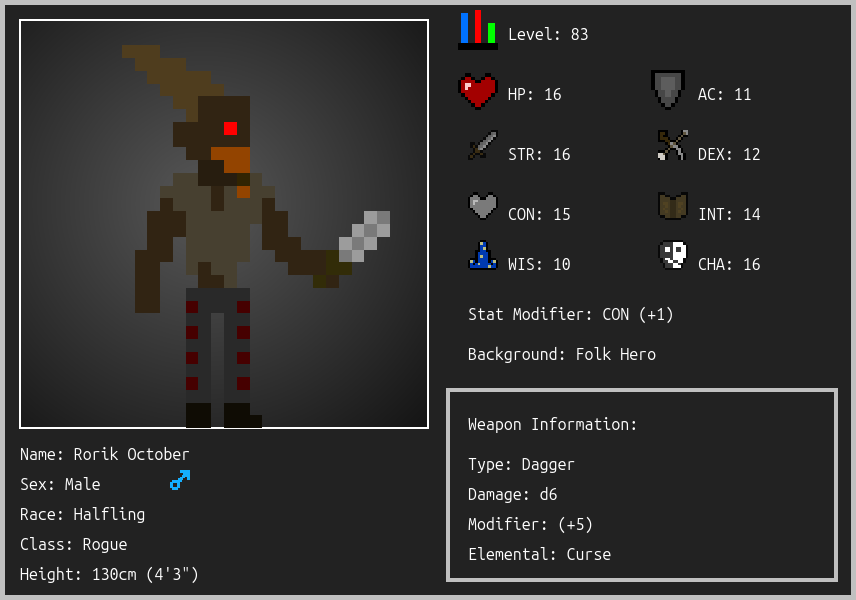 Level: 83
HP: 16
AC: 11
STR: 16
DEX: 12
CON: 15
INT: 14
WIS: 10
CHA: 16
Stat Modifier: CON (+1)
Background: Folk Hero
Weapon Information:
Type: Dagger
Damage: d6
Modifier: (+5)
Elemental: Curse
Name: Rorik October
Sex: Male
Race: Halfling
Class: Rogue
Height: 130cm (4'3")